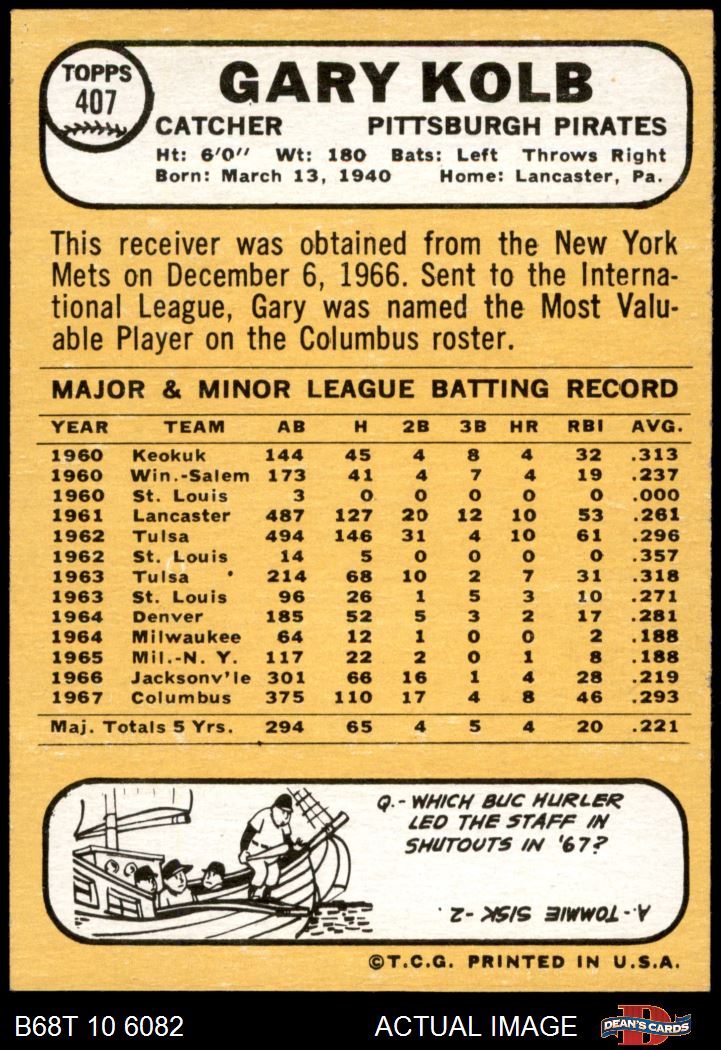 TOPPS
407
GARY KOLB
CATCHER PITTSBURGH PIRATES
Ht: 6'0" Wt: 180 Bats: Left Throws Right
Born: March 13, 1940 Home: Lancaster, Pa.
This receiver was obtained from the New York
Mets on December 6, 1966. Sent to the Interna-
tional League, Gary was named the Most Valu-
able Player on the Columbus roster.
MAJOR & MINOR LEAGUE BATTING RECORD
YEAR TEAM AB H 2B 3B HR RBI AVG.
1960 Keokuk 144 45 4 8 4 32 .313
1960 Win.-Salem 173 41 4 7 4 19 .237
1960 St. Louis 3 0 0 0 0 0 .000
1961 Lancaster 487 127 20 12 10 53 .261
1962 Tulsa 494 146 31 4 10 61 .296
1962 St. Louis 14 5 0 0 0 0 .357
1963 Tulsa 214 68 10 2 7 31 .318
1963 St. Louis 96 26 1 5 3 10 .271
1964 Denver 185 52 5 3 2 17 .281
1964 Milwaukee 64 12 1 0 0 2 .188
1965 Mil.-N. Y. 117 22 2 0 1 8 .188
1966 Jacksonv'le 301 66 16 1 4 28 .219
1967 Columbus 375 110 17 4 8 46 .293
Maj. Totals 5 Yrs. 294 65 4 5 4 20 .221
Q.- WHICH BUC HURLER
LED THE STAFF IN
SHUTOUTS IN '67?
A.- TOMMIE SISK -2
©T.C.G. PRINTED IN U.S.A.
B68T 10 6082 ACTUAL IMAGE D DEAN'S CARDS